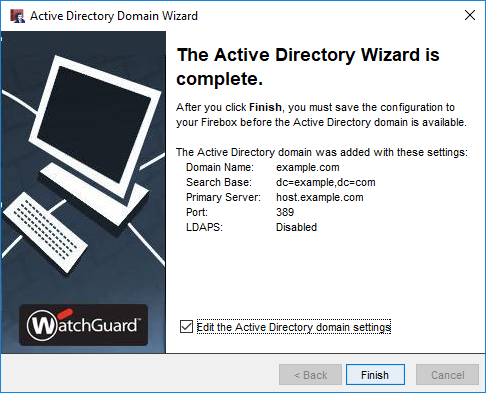 Active Directory Domain Wizard
The Active Directory Wizard is
complete.
After you click Finish, you must save the configuration to
your Firebox before the Active Directory domain is available.
The Active Directory domain was added with these settings:
Domain Name: example.com
Search Base: dc=example,dc=com
Primary Server: host.example.com
Port: 389
LDAPS: Disabled
WatchGuard
Edit the Active Directory domain settings
< Back Finish Cancel